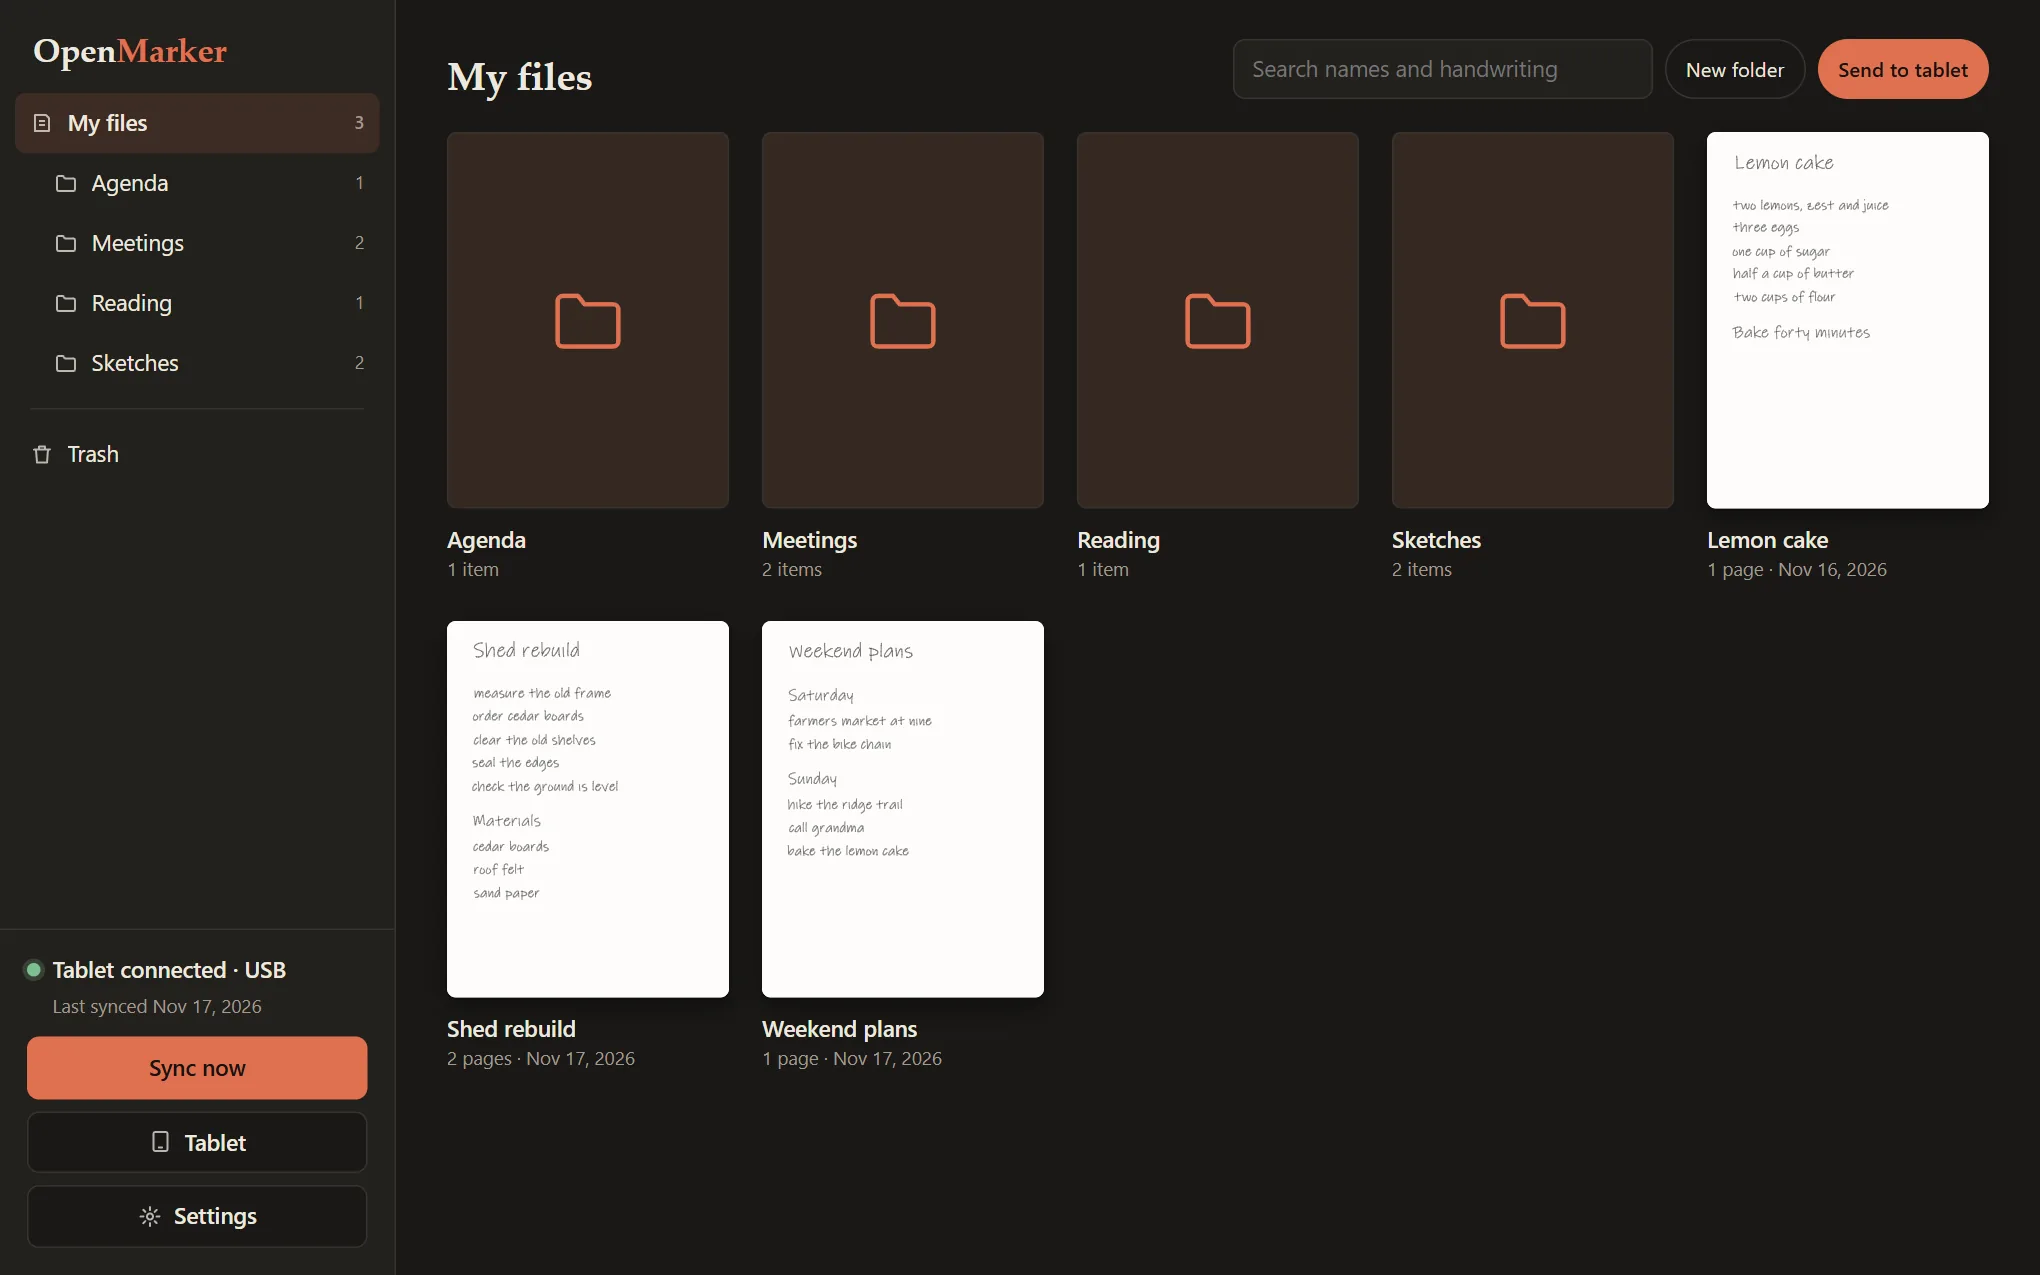 OpenMarker
My files 3
Agenda 1
Meetings 2
Reading 1
Sketches 2
Trash
Tablet connected · USB
Last synced Nov 17, 2026
Sync now
Tablet
Settings
My files
Search names and handwriting
New folder
Send to tablet
Agenda
1 item
Meetings
2 items
Reading
1 item
Sketches
2 items
Lemon cake
two lemons, zest and juice
three eggs
one cup of sugar
half a cup of butter
two cups of flour
Bake forty minutes
Lemon cake
1 page · Nov 16, 2026
Shed rebuild
measure the old frame
order cedar boards
clear the old shelves
seal the edges
check the ground is level
Materials
cedar boards
roof felt
sand paper
Shed rebuild
2 pages · Nov 17, 2026
Weekend plans
Saturday
farmers market at nine
fix the bike chain
Sunday
hike the ridge trail
call grandma
bake the lemon cake
Weekend plans
1 page · Nov 17, 2026